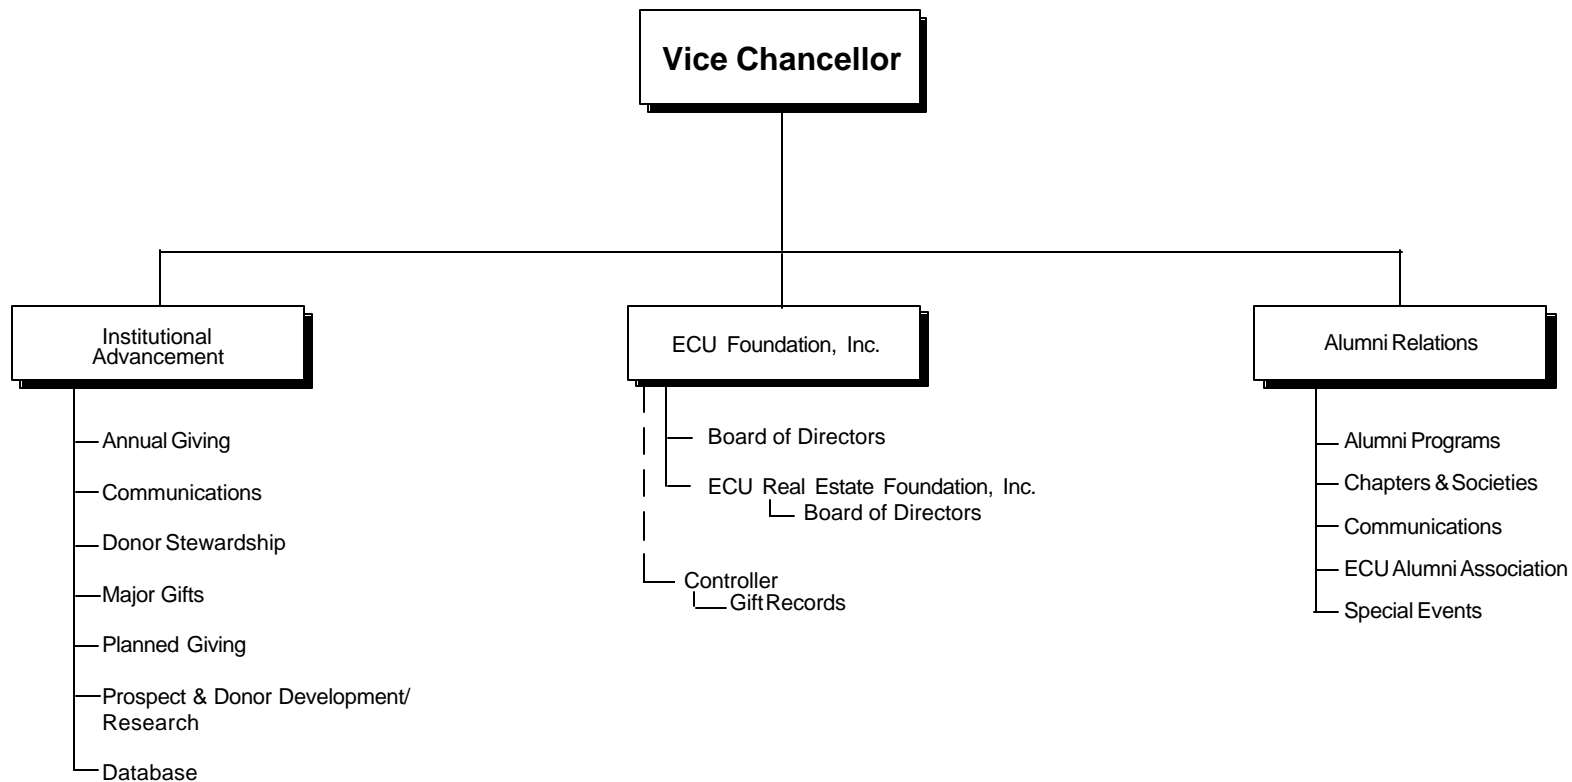 Vice Chancellor
Institutional
Advancement
Annual Giving
Communications
Donor Stewardship
Major Gifts
Planned Giving
Prospect & Donor Development/
Research
Database
ECU Foundation, Inc.
Board of Directors
ECU Real Estate Foundation, Inc.
Board of Directors
Controller
Gift Records
Alumni Relations
Alumni Programs
Chapters & Societies
Communications
ECU Alumni Association
Special Events